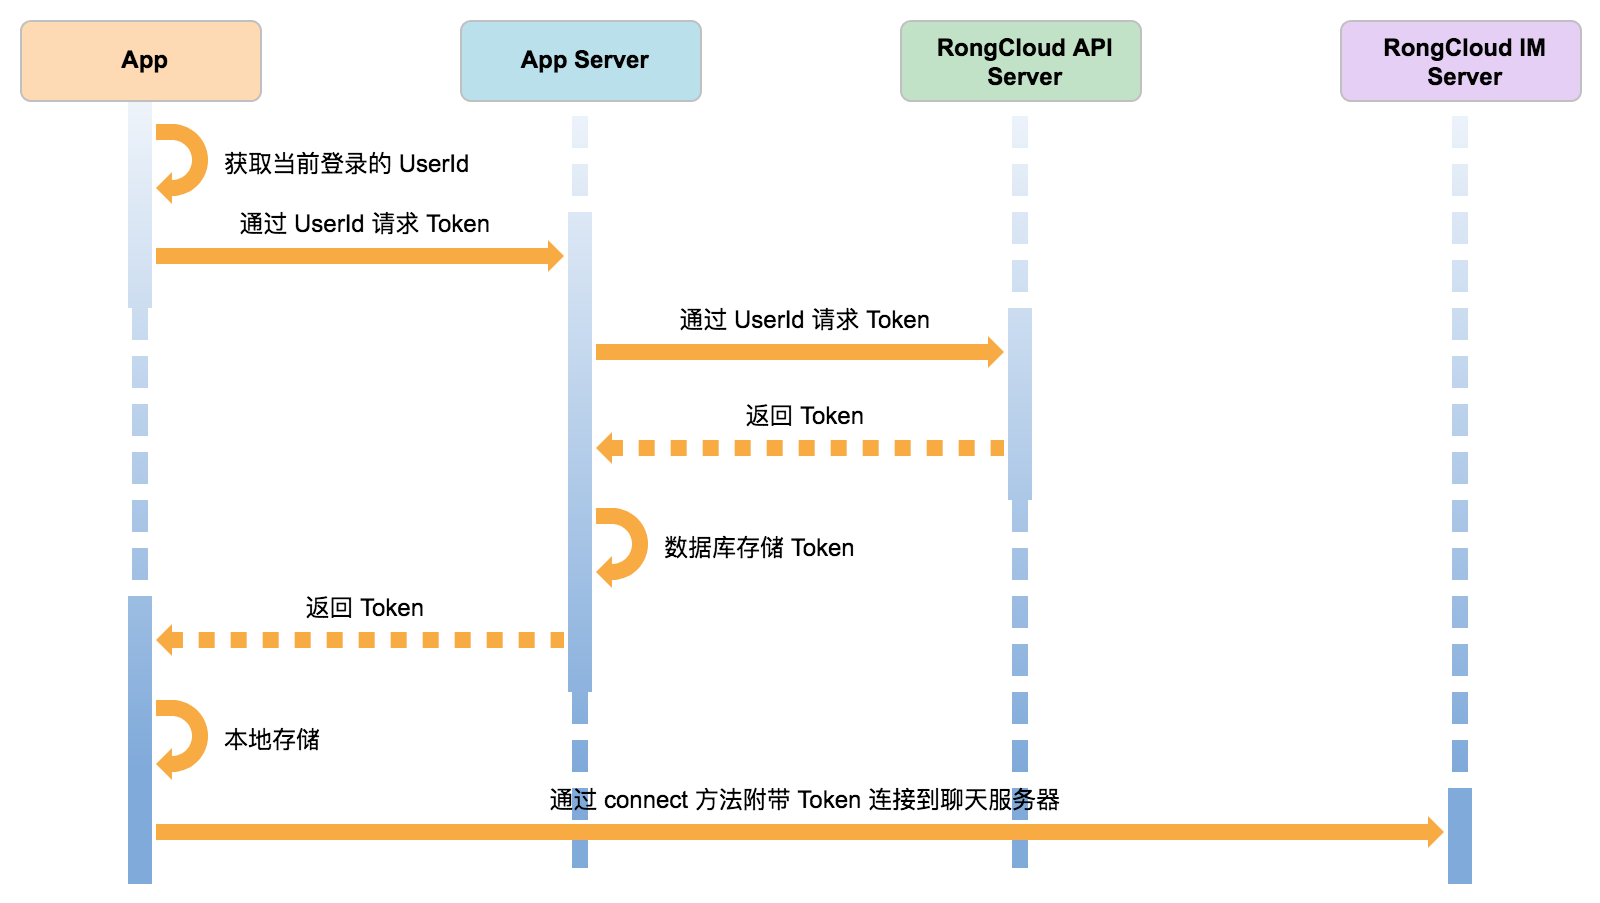 App
App Server
RongCloud API
Server
RongCloud IM
Server
获取当前登录的 UserId
通过 UserId 请求 Token
通过 UserId 请求 Token
返回 Token
数据库存储 Token
返回 Token
本地存储
通过 connect 方法附带 Token 连接到聊天服务器